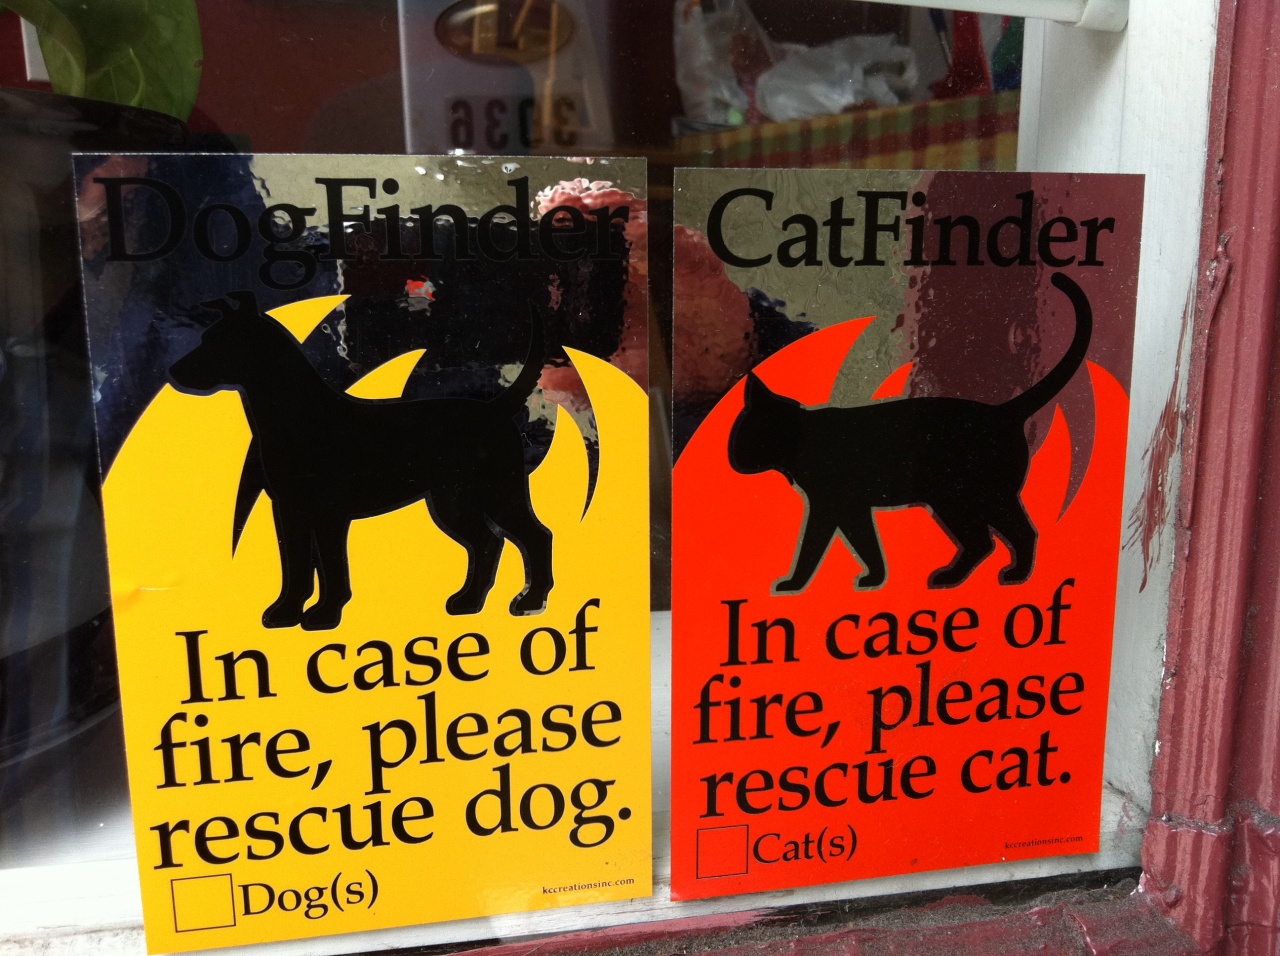 3036
DogFinder
In case of
fire, please
rescue dog.
Dog(s)
kccreationsinc.com
CatFinder
In case of
fire, please
rescue cat.
Cat(s)
kccreationsinc.com